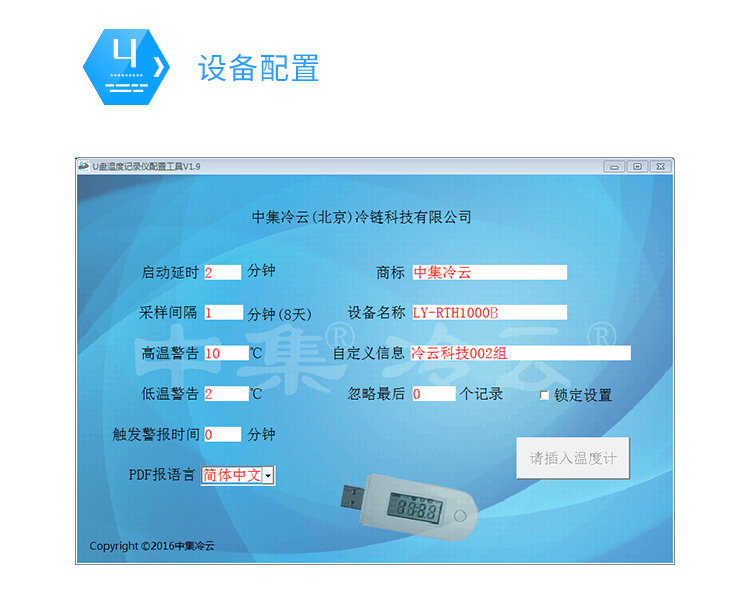 4
设备配置
U盘温度记录仪配置工具V1.9
中集冷云(北京)冷链科技有限公司
启动延时 2 分钟 商标 中集冷云
采样间隔 1 分钟(8天) 设备名称 LY-RTH1000B
中集® 冷云®
高温警告 10 ℃ 自定义信息 冷云科技002组
低温警告 2 ℃ 忽略最后 0 个记录 锁定设置
触发警报时间 0 分钟
请插入温度计
PDF报语言 简体中文
Copyright ©2016中集冷云